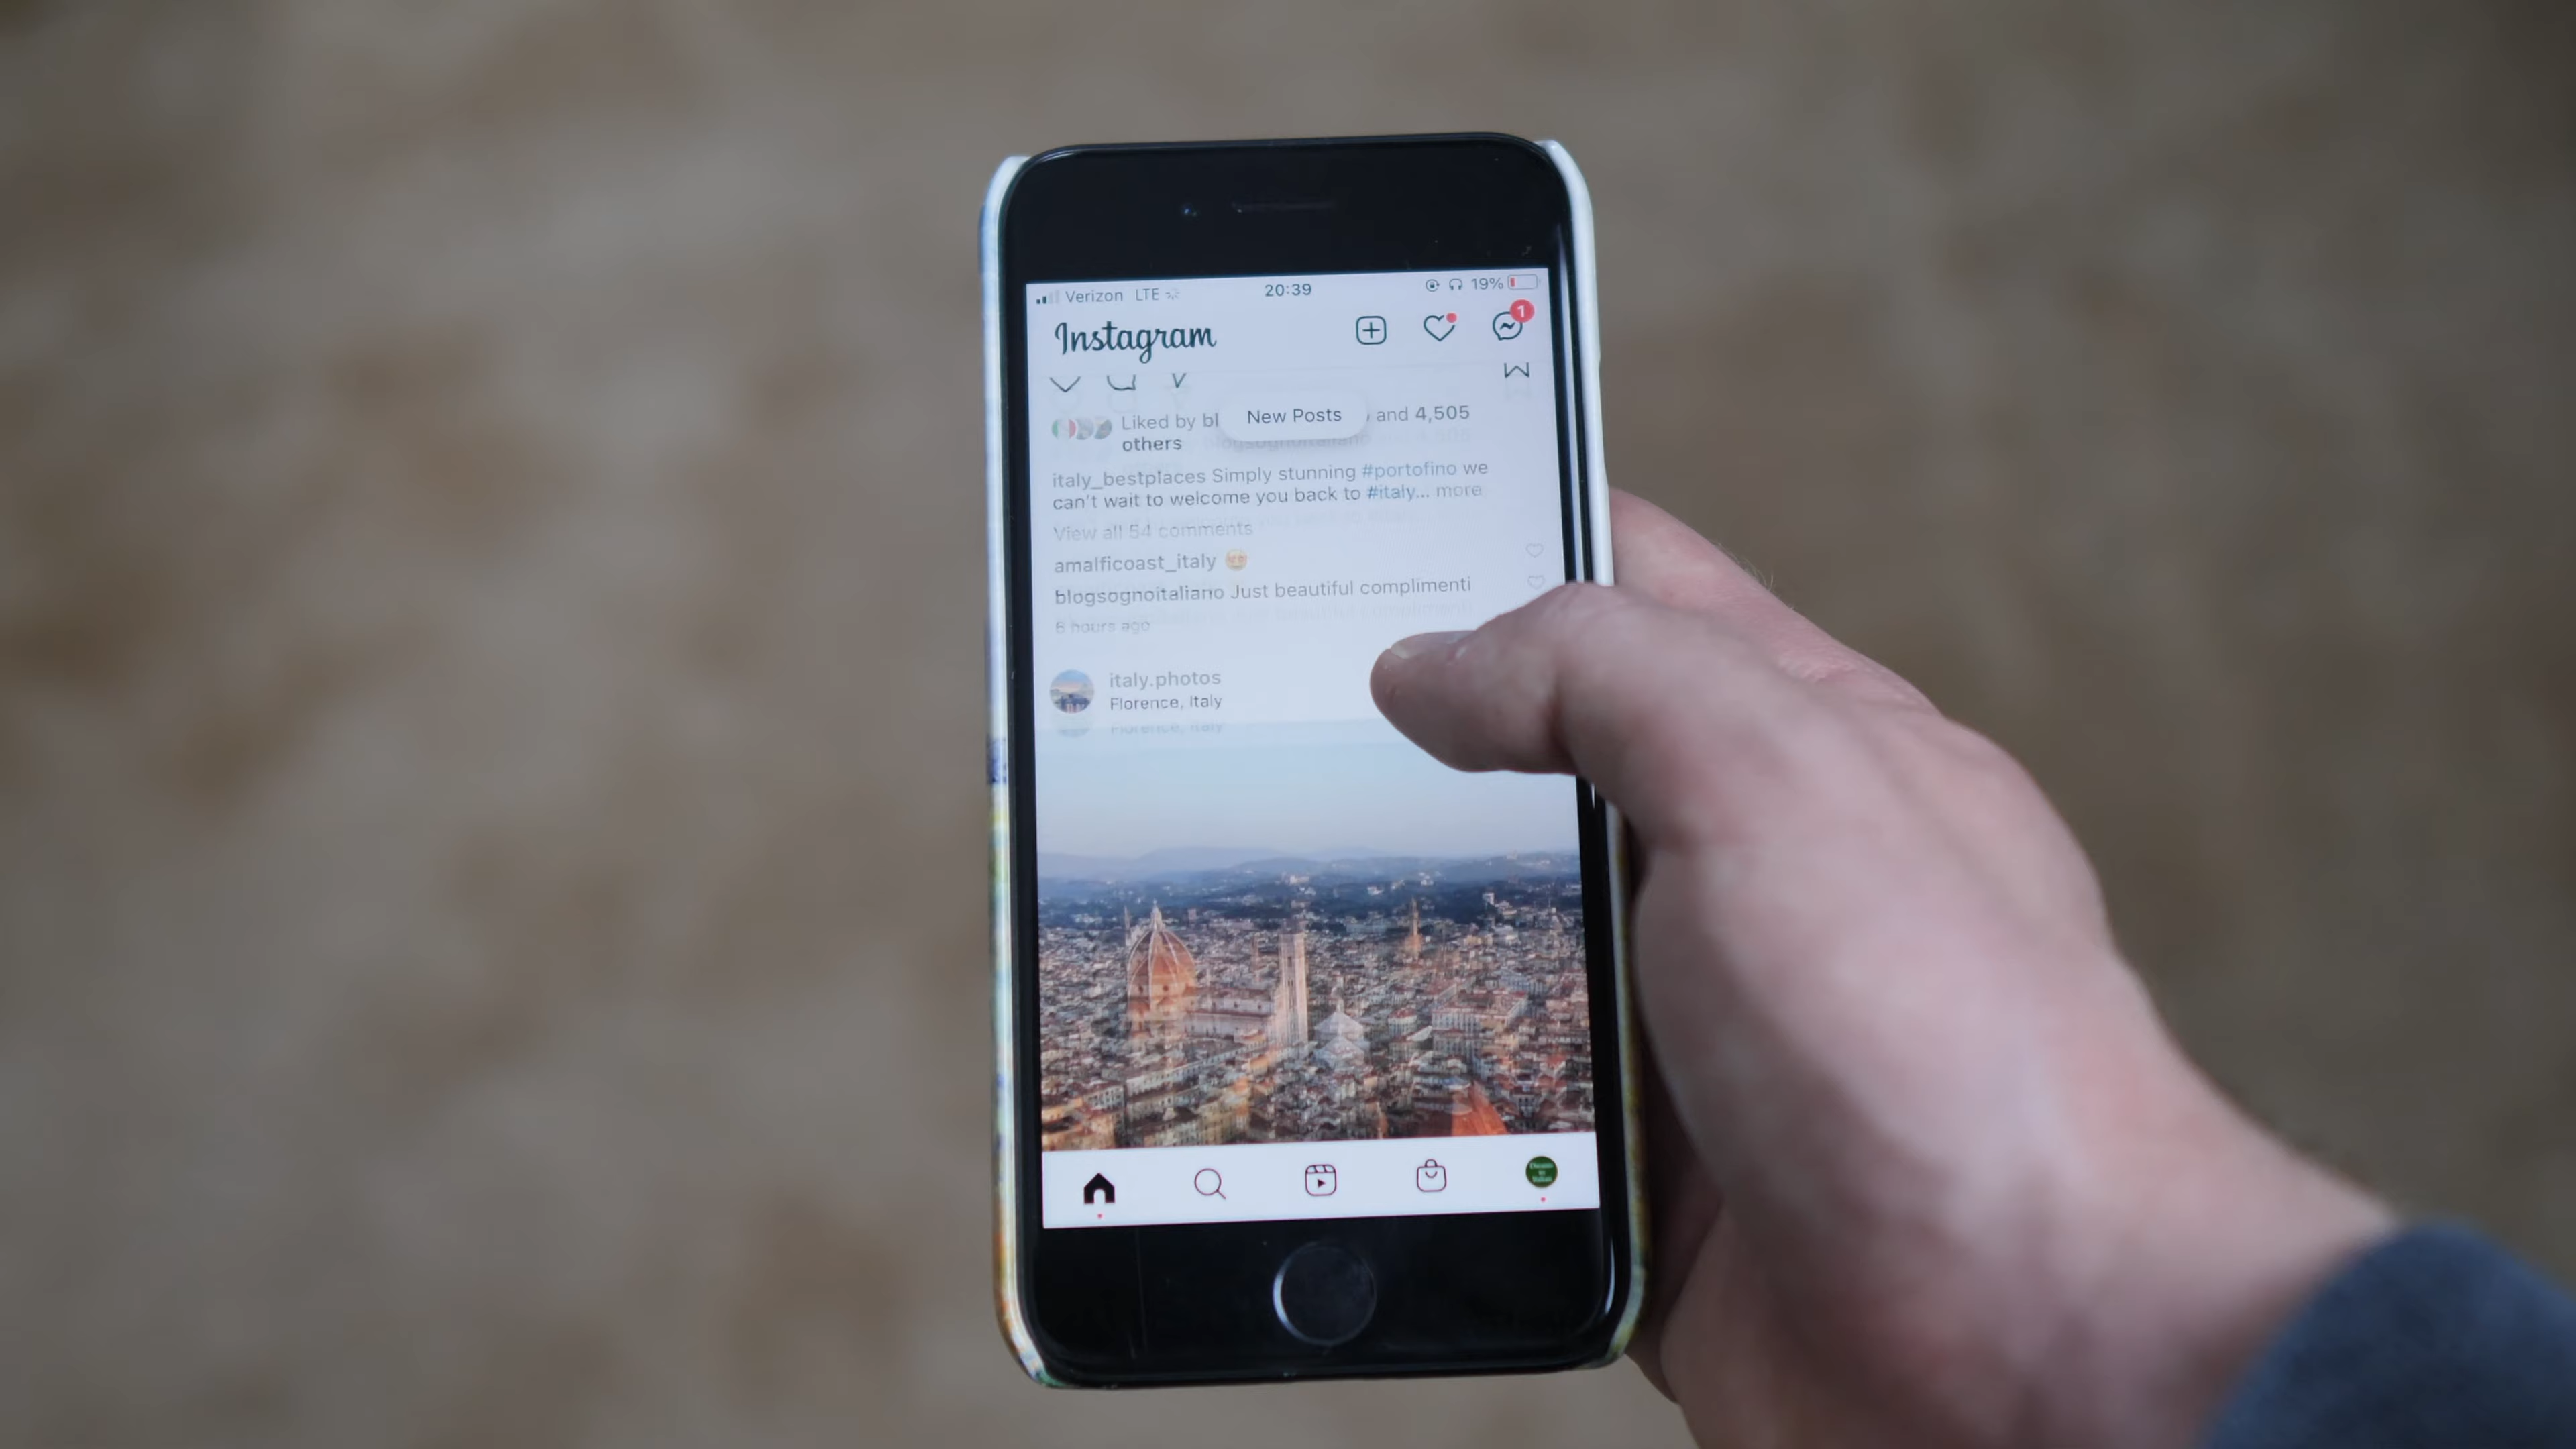 Verizon LTE 20:39 19%
Instagram 1
New Posts
Liked by bl and 4,505
others
italy_bestplaces Simply stunning #portofino we
can't wait to welcome you back to #italy... more
View all 54 comments
amalficoast_italy 
blogsognoitaliano Just beautiful complimenti
6 hours ago
italy.photos
Florence, Italy